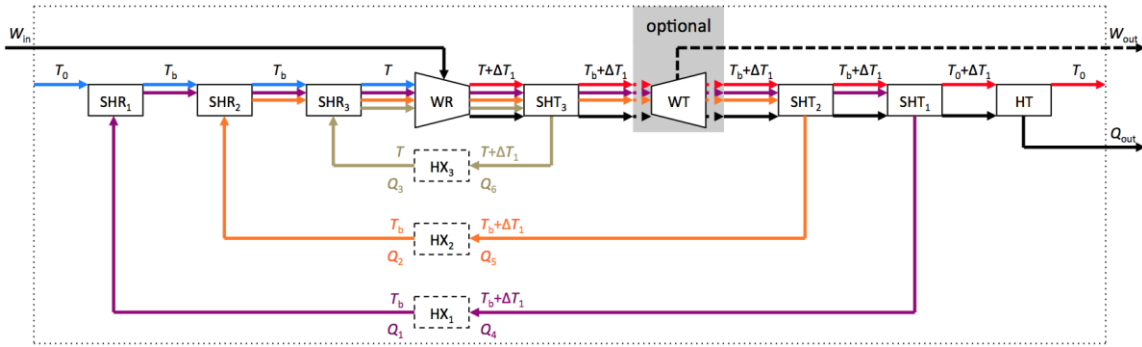 optional
W_in W_out
T_0 T_b T_b T T+ΔT_1 T_b+ΔT_1 T_b+ΔT_1 T_b+ΔT_1 T_0+ΔT_1 T_0
SHR_1 SHR_2 SHR_3 WR SHT_3 WT SHT_2 SHT_1 HT
Q_out
T HX_3 T+ΔT_1
Q_3 Q_6
T_b HX_2 T_b+ΔT_1
Q_2 Q_5
T_b HX_1 T_b+ΔT_1
Q_1 Q_4